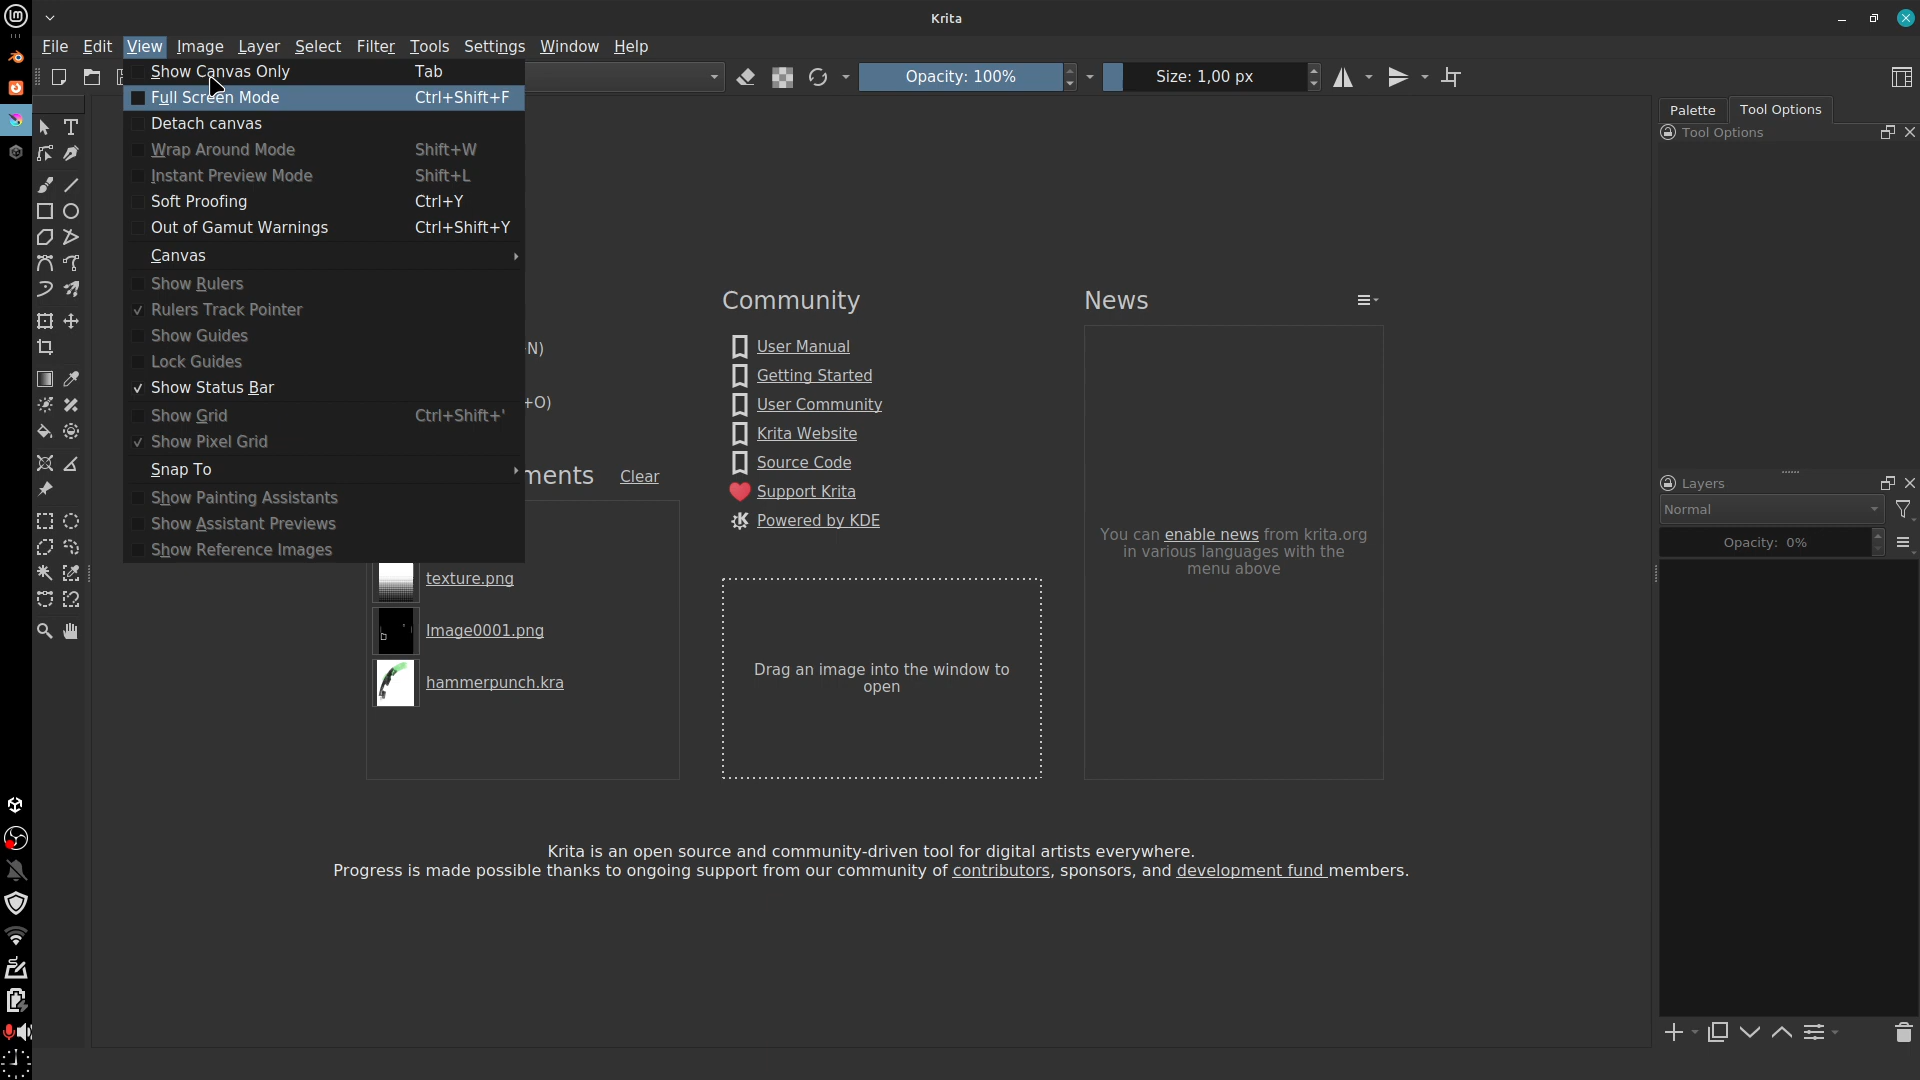 Krita
File Edit View Image Layer Select Filter Tools Settings Window Help
Show Canvas Only Tab
Full Screen Mode Ctrl+Shift+F
Detach canvas
Wrap Around Mode Shift+W
Instant Preview Mode Shift+L
Soft Proofing Ctrl+Y
Out of Gamut Warnings Ctrl+Shift+Y
Canvas
Show Rulers
Rulers Track Pointer
Show Guides
Lock Guides
Show Status Bar
Show Grid Ctrl+Shift+'
Show Pixel Grid
Snap To
Show Painting Assistants
Show Assistant Previews
Show Reference Images
Opacity: 100%
Size: 1,00 px
N)
+O)
ments Clear
texture.png
Image0001.png
hammerpunch.kra
Community
User Manual
Getting Started
User Community
Krita Website
Source Code
Support Krita
Powered by KDE
Drag an image into the window to
open
News
You can enable news from krita.org
in various languages with the
menu above
Krita is an open source and community-driven tool for digital artists everywhere.
Progress is made possible thanks to ongoing support from our community of contributors, sponsors, and development fund members.
Palette Tool Options
Tool Options
Layers
Normal
Opacity: 0%